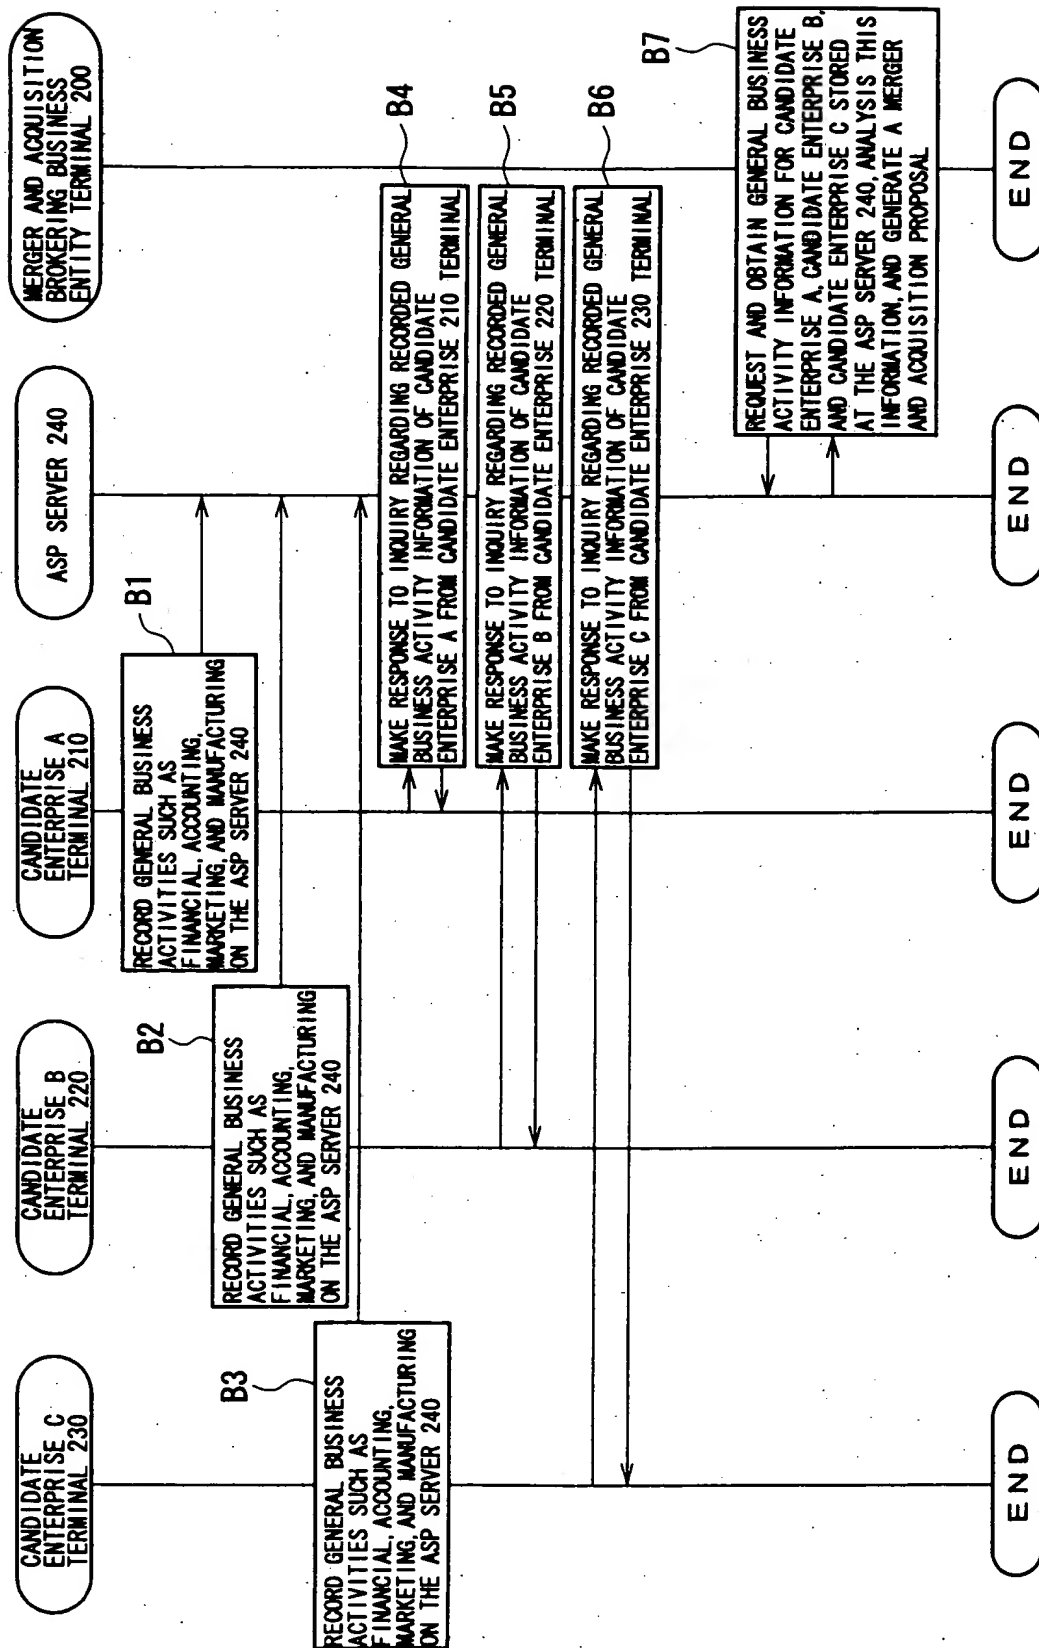 CANDIDATE
ENTERPRISE C
TERMINAL 230
CANDIDATE
ENTERPRISE B
TERMINAL 220
CANDIDATE
ENTERPRISE A
TERMINAL 210
ASP SERVER 240
MERGER AND ACQUISITION
BROKERING BUSINESS
ENTITY TERMINAL 200
B1
RECORD GENERAL BUSINESS
ACTIVITIES SUCH AS
FINANCIAL, ACCOUNTING,
MARKETING, AND MANUFACTURING
ON THE ASP SERVER 240
B2
RECORD GENERAL BUSINESS
ACTIVITIES SUCH AS
FINANCIAL, ACCOUNTING,
MARKETING, AND MANUFACTURING
ON THE ASP SERVER 240
B3
RECORD GENERAL BUSINESS
ACTIVITIES SUCH AS
FINANCIAL, ACCOUNTING,
MARKETING, AND MANUFACTURING
ON THE ASP SERVER 240
B4
MAKE RESPONSE TO INQUIRY REGARDING RECORDED GENERAL
BUSINESS ACTIVITY INFORMATION OF CANDIDATE
ENTERPRISE A FROM CANDIDATE ENTERPRISE 210 TERMINAL
B5
MAKE RESPONSE TO INQUIRY REGARDING RECORDED GENERAL
BUSINESS ACTIVITY INFORMATION OF CANDIDATE
ENTERPRISE B FROM CANDIDATE ENTERPRISE 220 TERMINAL
B6
MAKE RESPONSE TO INQUIRY REGARDING RECORDED GENERAL
BUSINESS ACTIVITY INFORMATION OF CANDIDATE
ENTERPRISE C FROM CANDIDATE ENTERPRISE 230 TERMINAL
B7
REQUEST AND OBTAIN GENERAL BUSINESS
ACTIVITY INFORMATION FOR CANDIDATE
ENTERPRISE A, CANDIDATE ENTERPRISE B,
AND CANDIDATE ENTERPRISE C STORED
AT THE ASP SERVER 240, ANALYSIS THIS
INFORMATION, AND GENERATE A MERGER
AND ACQUISITION PROPOSAL
END
END
END
END
END